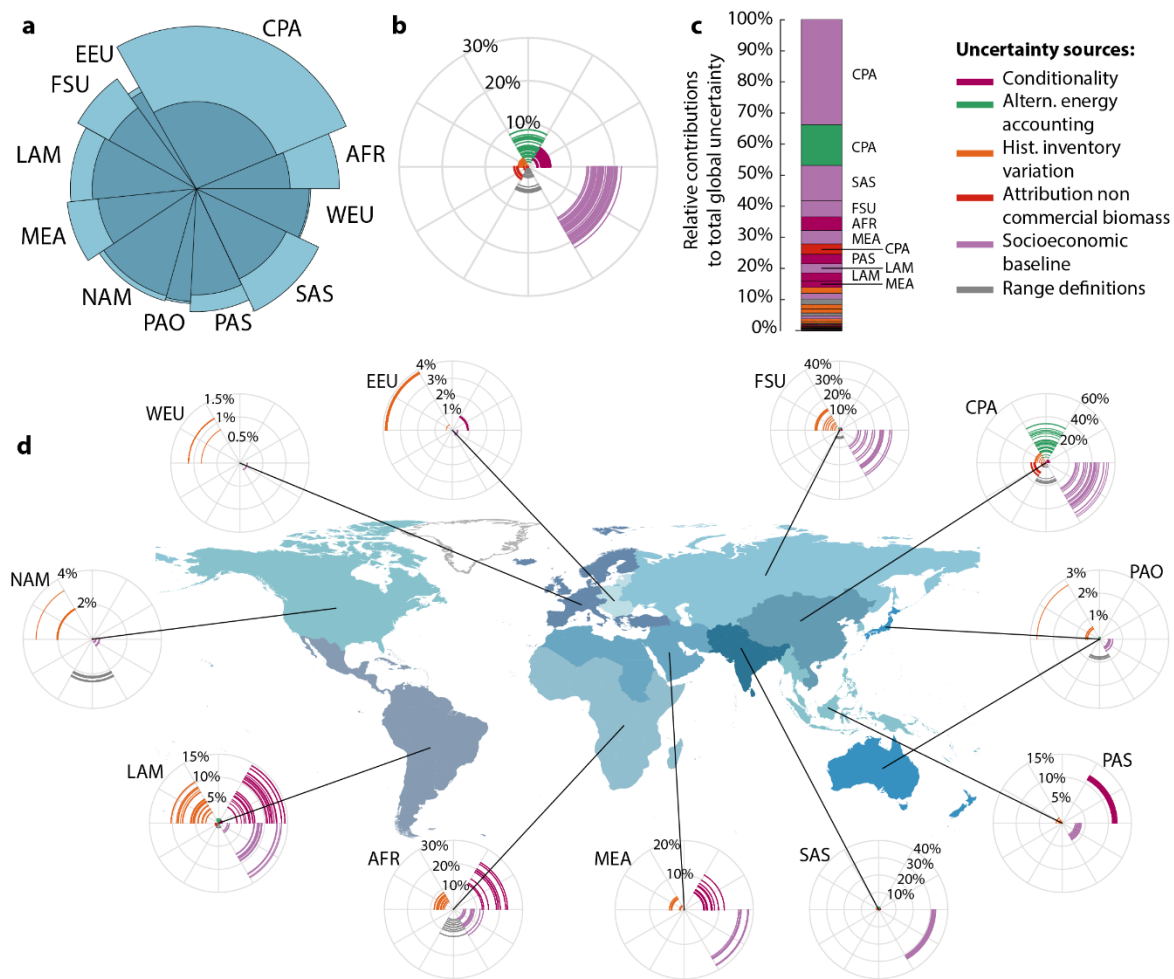 a
CPA
EEU
FSU
LAM
AFR
MEA
WEU
NAM
SAS
PAO
PAS
b
30%
20%
10%
c
Relative contributions
to total global uncertainty
100%
90%
80%
70%
60%
50%
40%
30%
20%
10%
0%
CPA
CPA
SAS
FSU
AFR
MEA
CPA
PAS
LAM
LAM
MEA
Uncertainty sources:
Conditionality
Altern. energy
accounting
Hist. inventory
variation
Attribution non
commercial biomass
Socioeconomic
baseline
Range definitions
d
WEU
1.5%
1%
0.5%
EEU
4%
3%
2%
1%
FSU
40%
30%
20%
10%
CPA
60%
40%
20%
NAM
4%
2%
PAO
3%
2%
1%
LAM
15%
10%
5%
AFR
30%
20%
10%
MEA
20%
10%
SAS
40%
30%
20%
10%
PAS
15%
10%
5%